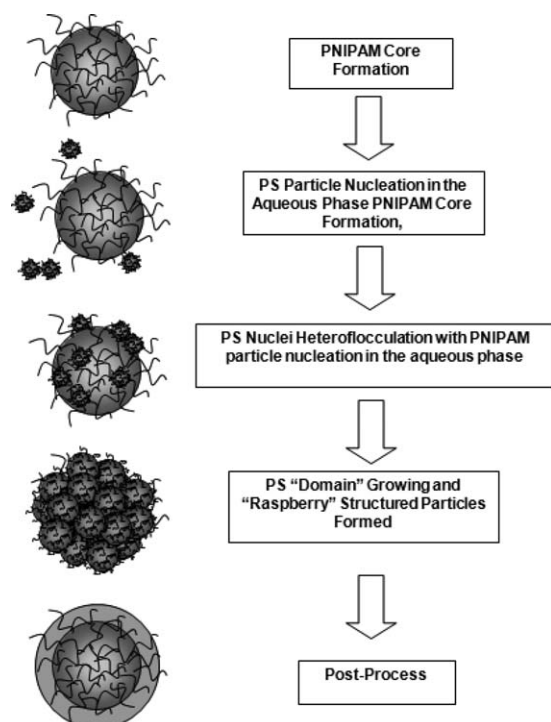 PNIPAM Core
Formation
PS Particle Nucleation in the
Aqueous Phase PNIPAM Core
Formation,
PS Nuclei Heteroflocculation with PNIPAM
particle nucleation in the aqueous phase
PS “Domain” Growing and
“Raspberry” Structured Particles
Formed
Post-Process